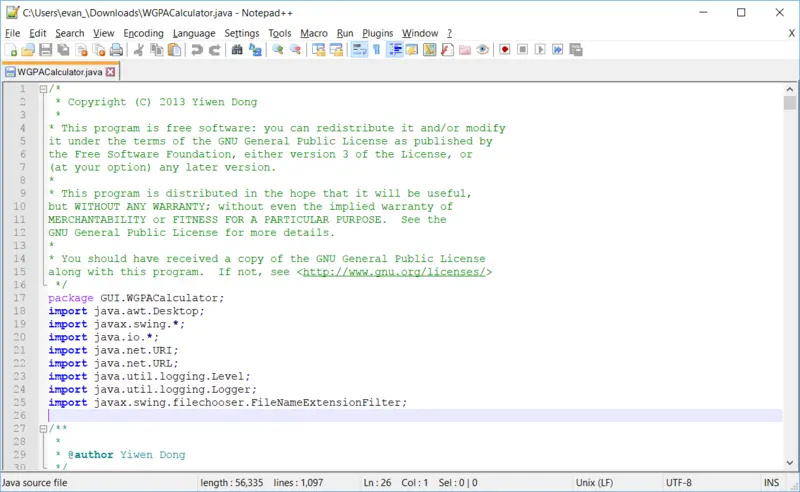 C:\Users\evan_\Downloads\WGPACalculator.java - Notepad++
File Edit Search View Encoding Language Settings Tools Macro Run Plugins Window ? X
WGPACalculator.java
1 /*
2 * Copyright (C) 2013 Yiwen Dong
3 *
4 * This program is free software: you can redistribute it and/or modify
5 it under the terms of the GNU General Public License as published by
6 the Free Software Foundation, either version 3 of the License, or
7 (at your option) any later version.
8 *
9 * This program is distributed in the hope that it will be useful,
10 but WITHOUT ANY WARRANTY; without even the implied warranty of
11 MERCHANTABILITY or FITNESS FOR A PARTICULAR PURPOSE.  See the
12 GNU General Public License for more details.
13 *
14 * You should have received a copy of the GNU General Public License
15 along with this program.  If not, see <http://www.gnu.org/licenses/>
16 */
17 package GUI.WGPACalculator;
18 import java.awt.Desktop;
19 import javax.swing.*;
20 import java.io.*;
21 import java.net.URI;
22 import java.net.URL;
23 import java.util.logging.Level;
24 import java.util.logging.Logger;
25 import javax.swing.filechooser.FileNameExtensionFilter;
26
27 /**
28 *
29 * @author Yiwen Dong
30 */
Java source file length : 56,335 lines : 1,097 Ln : 26 Col : 1 Sel : 0 | 0 Unix (LF) UTF-8 INS